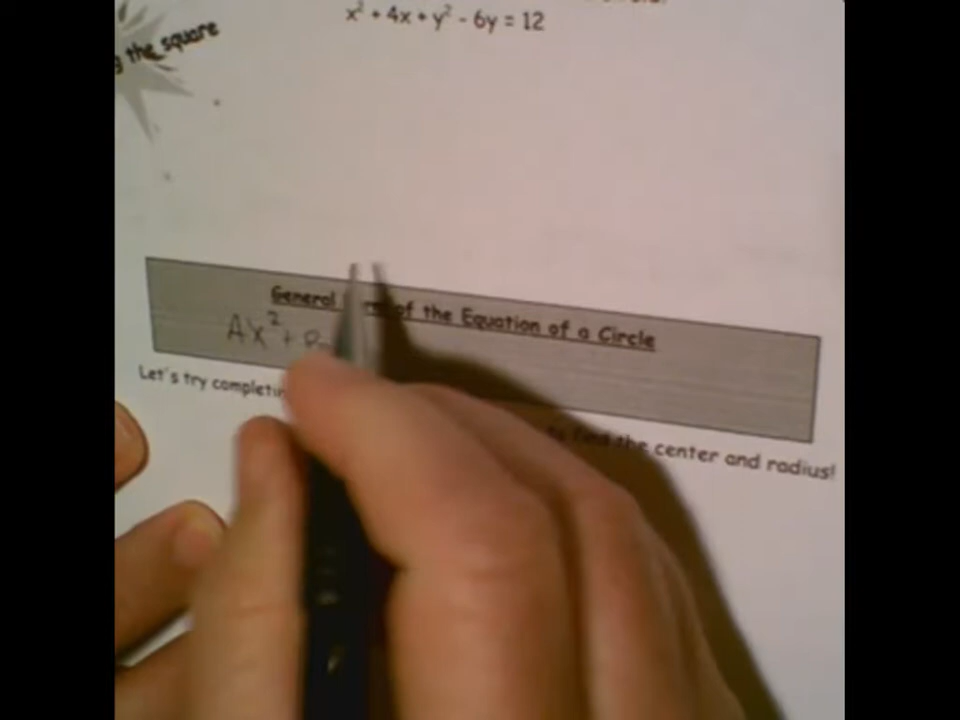 x² + 4x + y² - 6y = 12
the square
General of the Equation of a Circle
Ax² +
Let's try the center and radius!